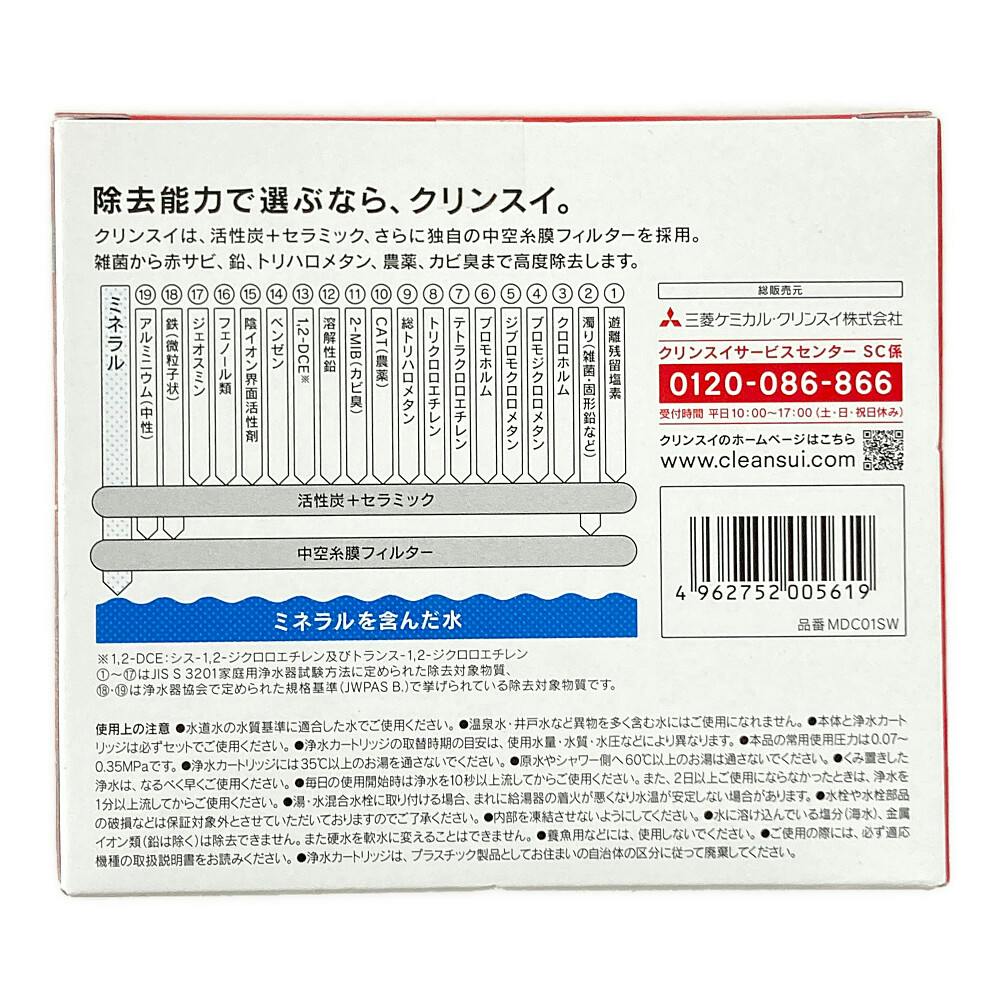 除去能力で選ぶなら、クリンスイ。
クリンスイは、活性炭+セラミック、さらに独自の中空糸膜フィルターを採用。
雑菌から赤サビ、鉛、トリハロメタン、農薬、カビ臭まで高度除去します。
ミネラル
⑲ アルミニウム(中性)
⑱ 鉄(微粒子状)
⑰ ジェオスミン
⑯ フェノール類
⑮ 陰イオン界面活性剤
⑭ ベンゼン
⑬ 1,2-DCE※
⑫ 溶解性鉛
⑪ 2-MIB(カビ臭)
⑩ CAT(農薬)
⑨ 総トリハロメタン
⑧ トリクロロエチレン
⑦ テトラクロロエチレン
⑥ ブロモホルム
⑤ ジブロモクロロメタン
④ ブロモジクロロメタン
③ クロロホルム
② 濁り(雑菌・固形鉛など)
① 遊離残留塩素
活性炭+セラミック
中空糸膜フィルター
ミネラルを含んだ水
※1,2-DCE:シス-1,2-ジクロロエチレン及びトランス-1,2-ジクロロエチレン
①〜⑰はJIS S 3201家庭用浄水器試験方法に定められた除去対象物質、
⑱・⑲は浄水器協会で定められた規格基準(JWPAS B.)で挙げられている除去対象物質です。
総販売元
三菱ケミカル・クリンスイ株式会社
クリンスイサービスセンター SC係
0120-086-866
受付時間 平日10:00〜17:00(土・日・祝日休み)
クリンスイのホームページはこちら
www.cleansui.com
4 962752 005619
品番MDC01SW
使用上の注意 ●水道水の水質基準に適合した水でご使用ください。●温泉水・井戸水など異物を多く含む水にはご使用になれません。●本体と浄水カート
リッジは必ずセットでご使用ください。●浄水カートリッジの取替時期の目安は、使用水量・水質・水圧などにより異なります。●本品の常用使用圧力は0.07〜
0.35MPaです。●浄水カートリッジには35℃以上のお湯を通さないでください。●原水やシャワー側へ60℃以上のお湯は通さないでください。●くみ置きした
浄水は、なるべく早くご使用ください。●毎日の使用開始時は浄水を10秒以上流してからご使用ください。また、2日以上ご使用にならなかったときは、浄水を
1分以上流してからご使用ください。●湯・水混合水栓に取り付ける場合、まれに給湯器の着火が悪くなり水温が安定しない場合があります。●水栓や水栓部品
の破損などは保証対象外とさせていただいておりますのでご了承ください。●内部を凍結させないようにしてください。●水に溶け込んでいる塩分(海水)、金属
イオン類(鉛は除く)は除去できません。また硬水を軟水に変えることはできません。●養魚用などには、使用しないでください。●ご使用の際には、必ず適応
機種の取扱説明書をお読みください。●浄水カートリッジは、プラスチック製品としてお住まいの自治体の区分に従って廃棄してください。